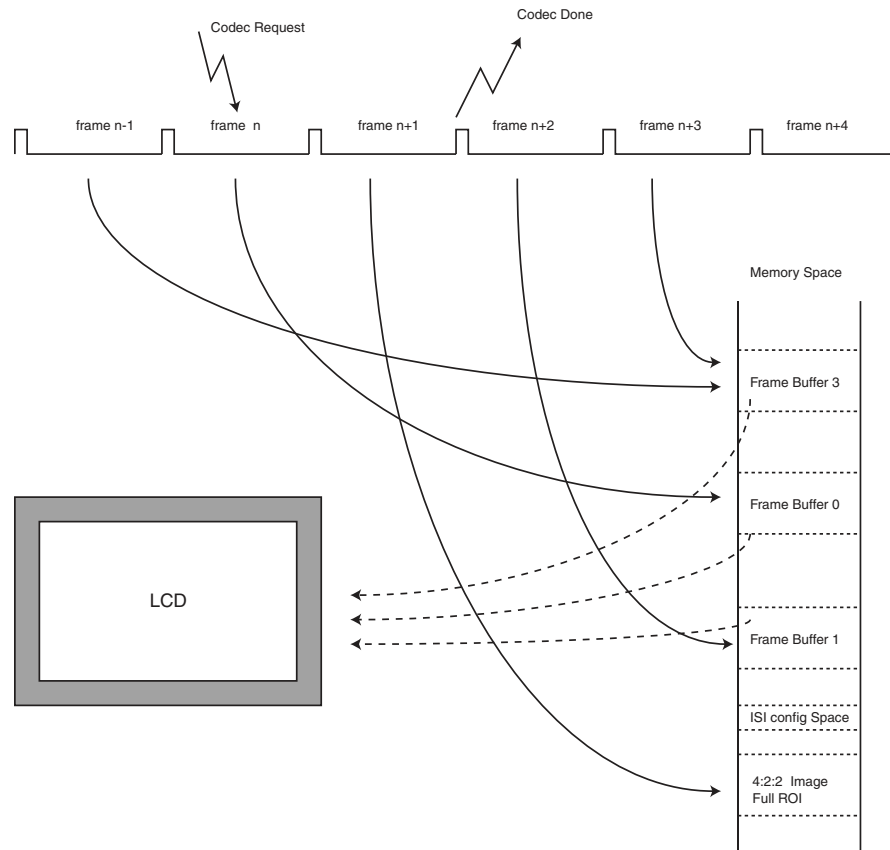 Codec Request
Codec Done
frame n-1
frame n
frame n+1
frame n+2
frame n+3
frame n+4
Memory Space
Frame Buffer 3
Frame Buffer 0
LCD
Frame Buffer 1
ISI config Space
4:2:2 Image
Full ROI